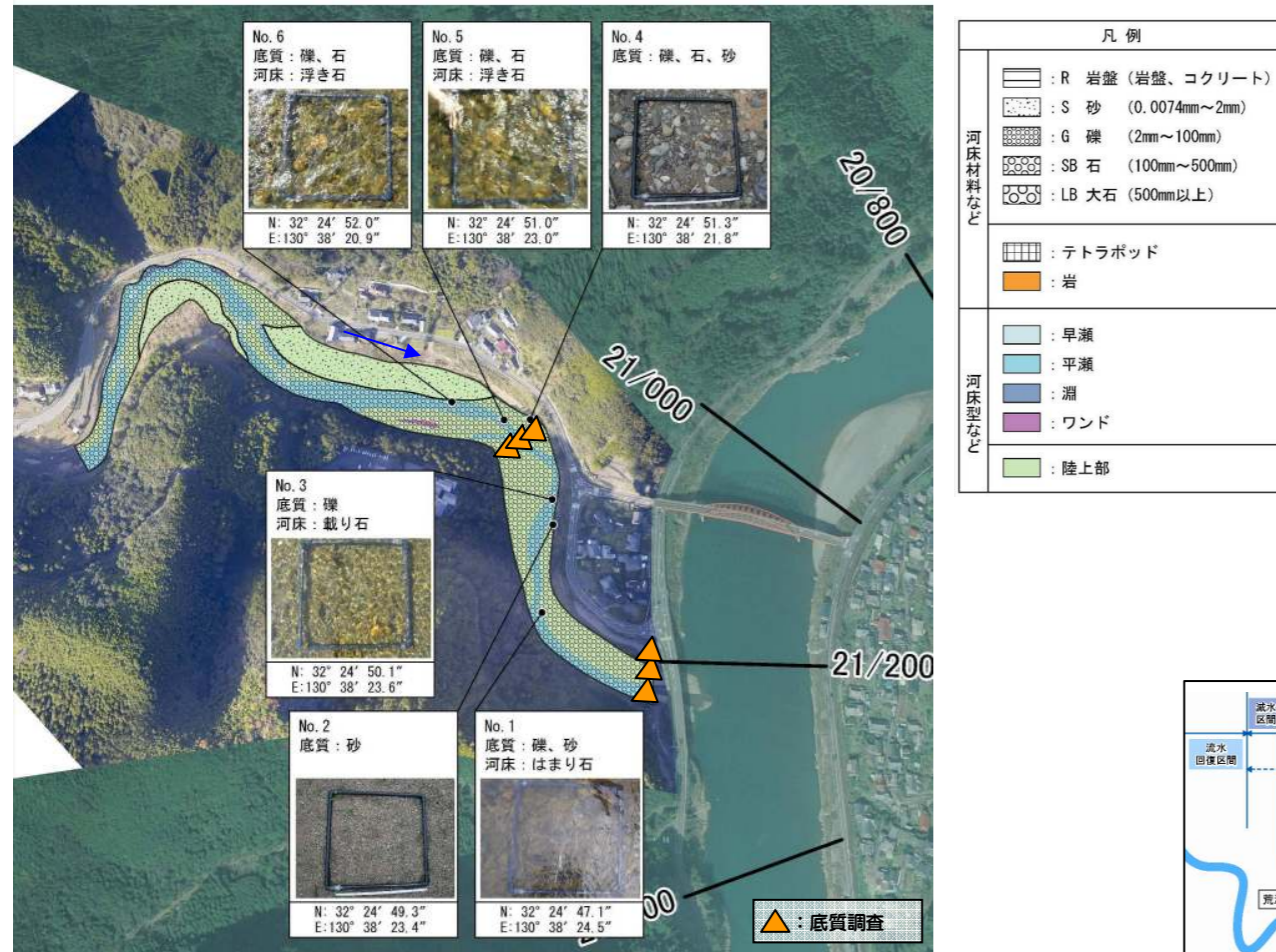 No.6
底質：礫、石
河床：浮き石
N: 32° 24′ 52.0″
E:130° 38′ 20.9″
No.5
底質：礫、石
河床：浮き石
N: 32° 24′ 51.0″
E:130° 38′ 23.0″
No.4
底質：礫、石、砂
N: 32° 24′ 51.3″
E:130° 38′ 21.8″
20/800
21/000
21/200
00
No.3
底質：礫
河床：載り石
N: 32° 24′ 50.1″
E:130° 38′ 23.6″
No.2
底質：砂
N: 32° 24′ 49.3″
E:130° 38′ 23.4″
No.1
底質：礫、砂
河床：はまり石
N: 32° 24′ 47.1″
E:130° 38′ 24.5″
：底質調査
凡 例
河床材料など
：R 岩盤（岩盤、コクリート）
：S 砂 （0.0074mm～2mm）
：G 礫 （2mm～100mm）
：SB 石 （100mm～500mm）
：LB 大石（500mm以上）
：テトラポッド
：岩
河床型など
：早瀬
：平瀬
：淵
：ワンド
：陸上部
減水
区間
流水
回復区間
荒